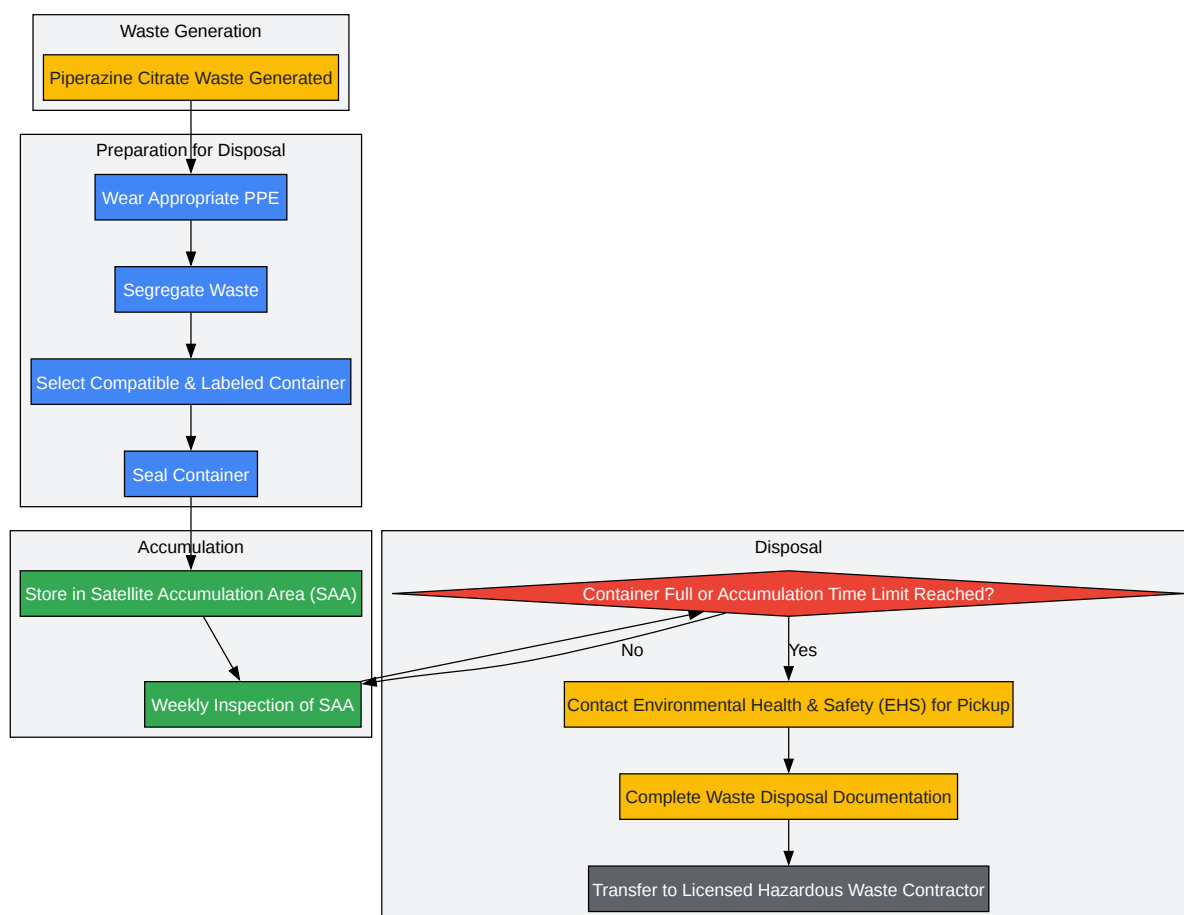 Waste Generation
Piperazine Citrate Waste Generated
Preparation for Disposal
Wear Appropriate PPE
Segregate Waste
Select Compatible & Labeled Container
Seal Container
Accumulation
Store in Satellite Accumulation Area (SAA)
Weekly Inspection of SAA
Disposal
Container Full or Accumulation Time Limit Reached?
No
Yes
Contact Environmental Health & Safety (EHS) for Pickup
Complete Waste Disposal Documentation
Transfer to Licensed Hazardous Waste Contractor